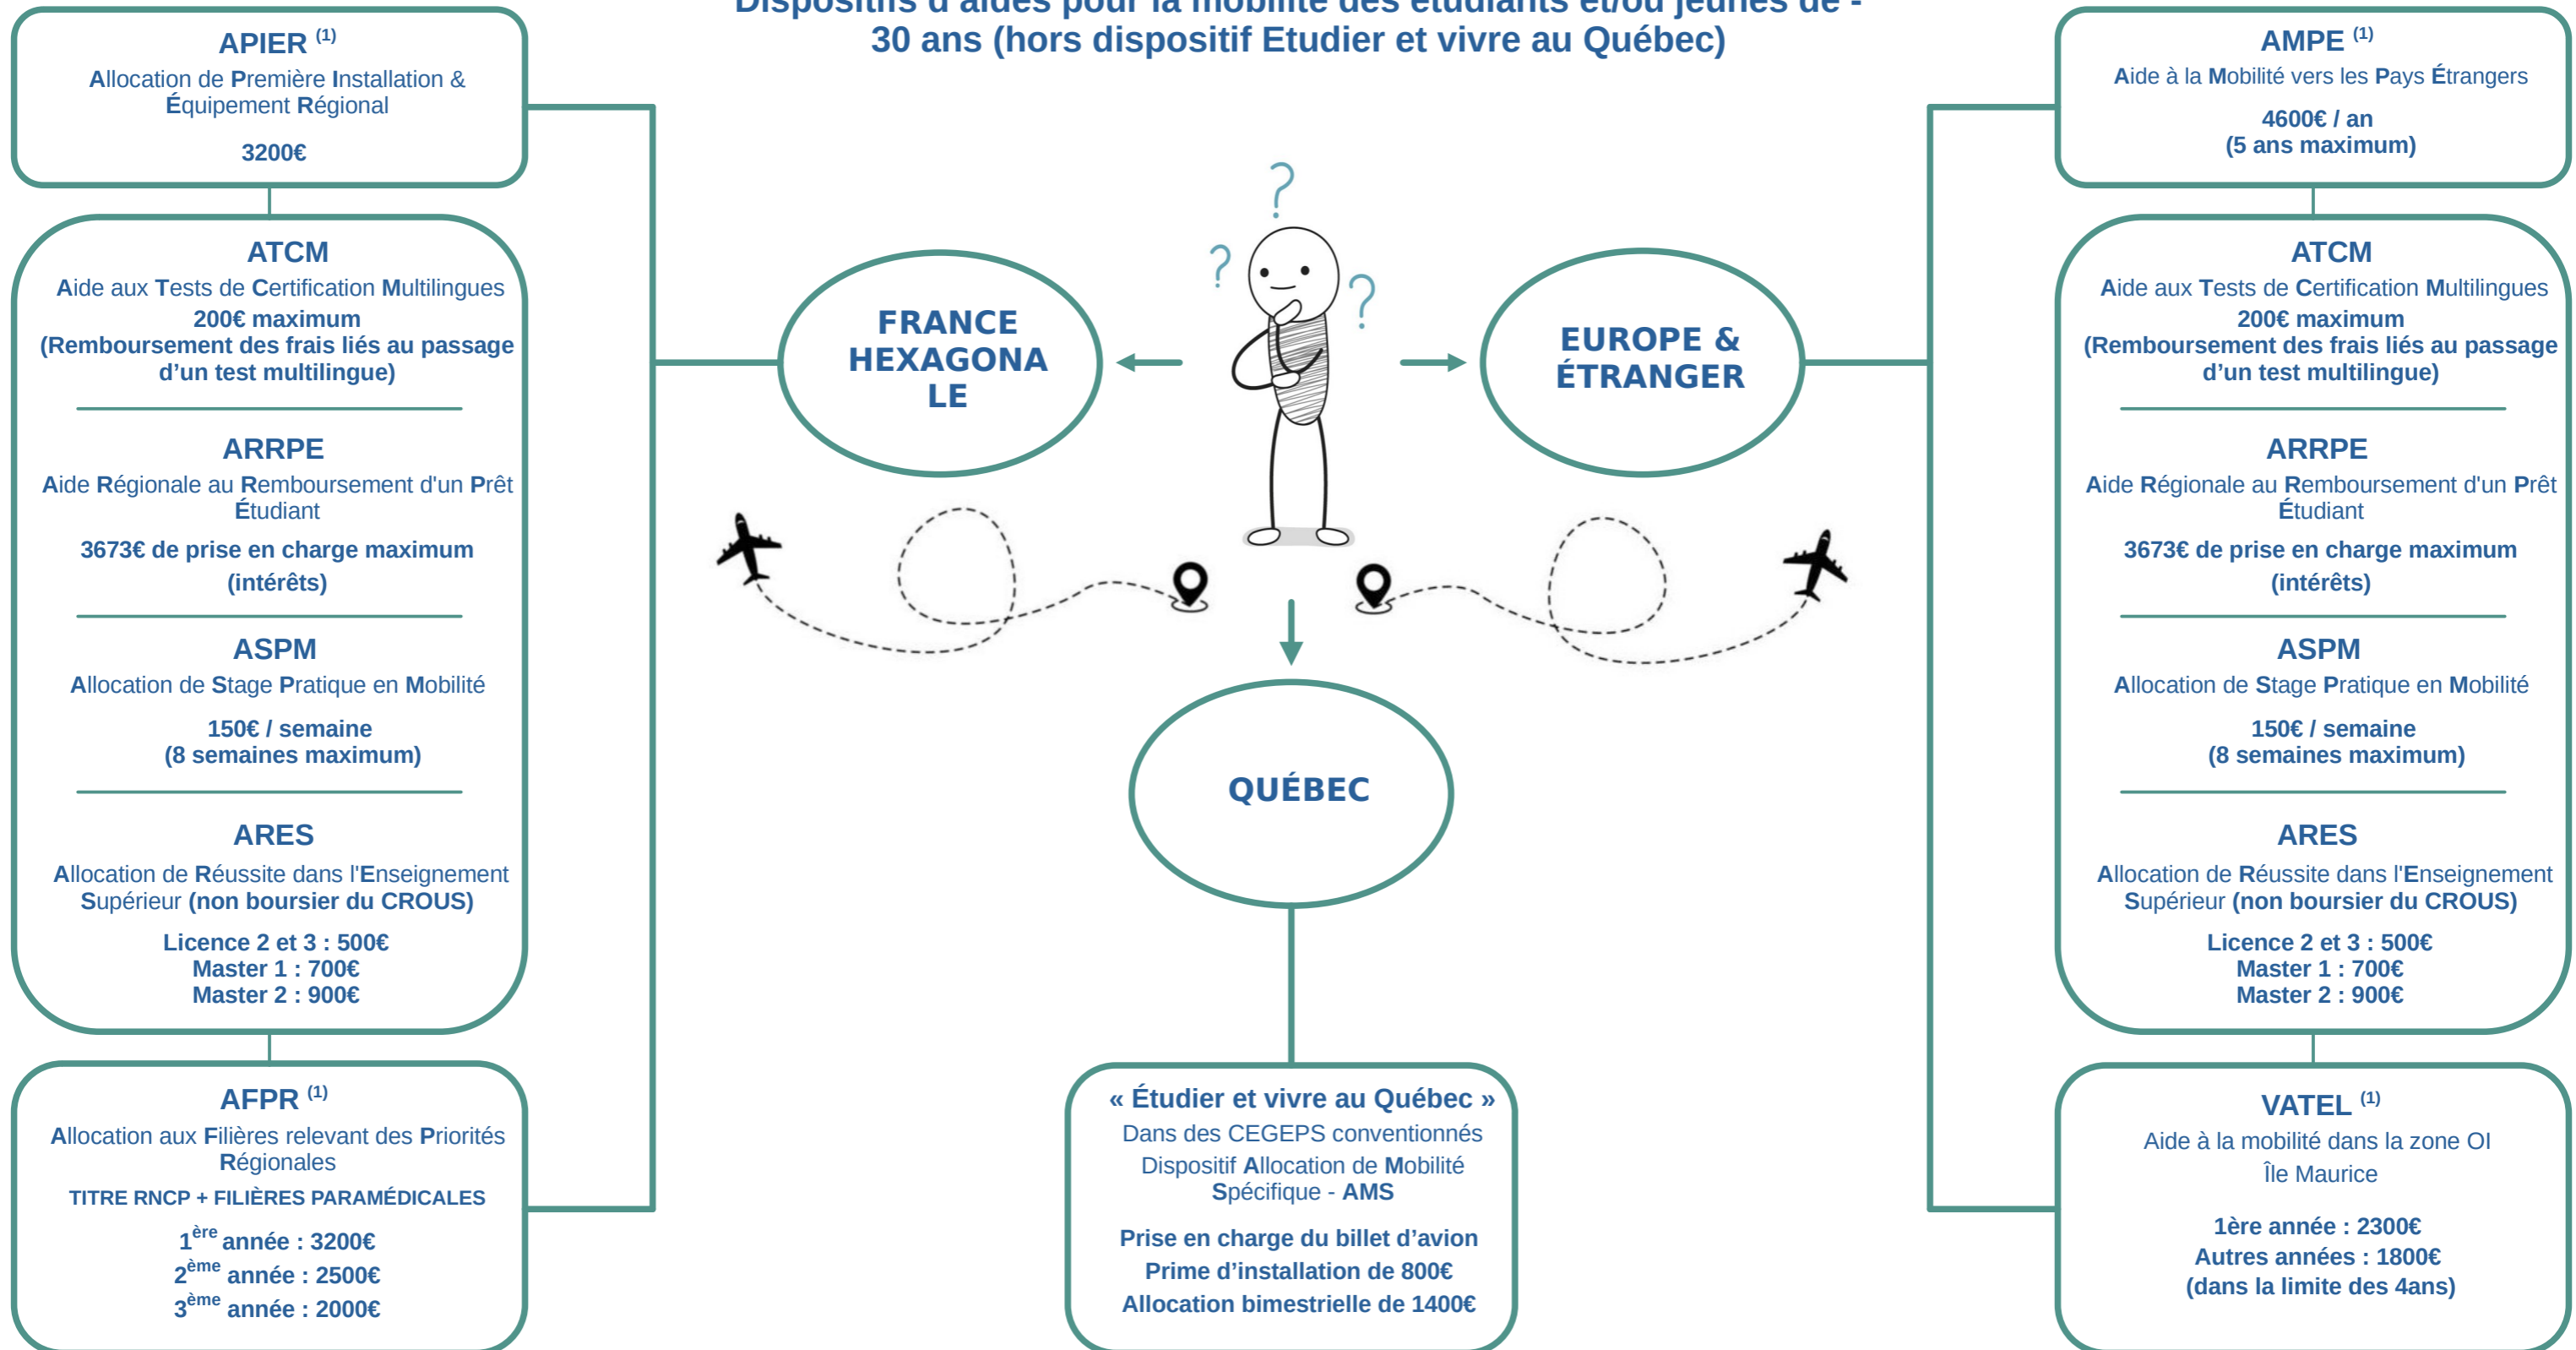 Dispositifs d'aides pour la mobilité des étudiants et/ou jeunes de -
30 ans (hors dispositif Etudier et vivre au Québec)
APIER (1)
Allocation de Première Installation &
Équipement Régional
3200€
ATCM
Aide aux Tests de Certification Multilingues
200€ maximum
(Remboursement des frais liés au passage
d’un test multilingue)
ARRPE
Aide Régionale au Remboursement d'un Prêt
Étudiant
3673€ de prise en charge maximum
(intérêts)
ASPM
Allocation de Stage Pratique en Mobilité
150€ / semaine
(8 semaines maximum)
ARES
Allocation de Réussite dans l'Enseignement
Supérieur (non boursier du CROUS)
Licence 2 et 3 : 500€
Master 1 : 700€
Master 2 : 900€
AFPR (1)
Allocation aux Filières relevant des Priorités
Régionales
TITRE RNCP + FILIÈRES PARAMÉDICALES
1ère année : 3200€
2ème année : 2500€
3ème année : 2000€
FRANCE
HEXAGONA
LE
? ? ?
EUROPE &
ÉTRANGER
QUÉBEC
« Étudier et vivre au Québec »
Dans des CEGEPS conventionnés
Dispositif Allocation de Mobilité
Spécifique - AMS
Prise en charge du billet d’avion
Prime d’installation de 800€
Allocation bimestrielle de 1400€
AMPE (1)
Aide à la Mobilité vers les Pays Étrangers
4600€ / an
(5 ans maximum)
ATCM
Aide aux Tests de Certification Multilingues
200€ maximum
(Remboursement des frais liés au passage
d’un test multilingue)
ARRPE
Aide Régionale au Remboursement d'un Prêt
Étudiant
3673€ de prise en charge maximum
(intérêts)
ASPM
Allocation de Stage Pratique en Mobilité
150€ / semaine
(8 semaines maximum)
ARES
Allocation de Réussite dans l'Enseignement
Supérieur (non boursier du CROUS)
Licence 2 et 3 : 500€
Master 1 : 700€
Master 2 : 900€
VATEL (1)
Aide à la mobilité dans la zone OI
Île Maurice
1ère année : 2300€
Autres années : 1800€
(dans la limite des 4ans)